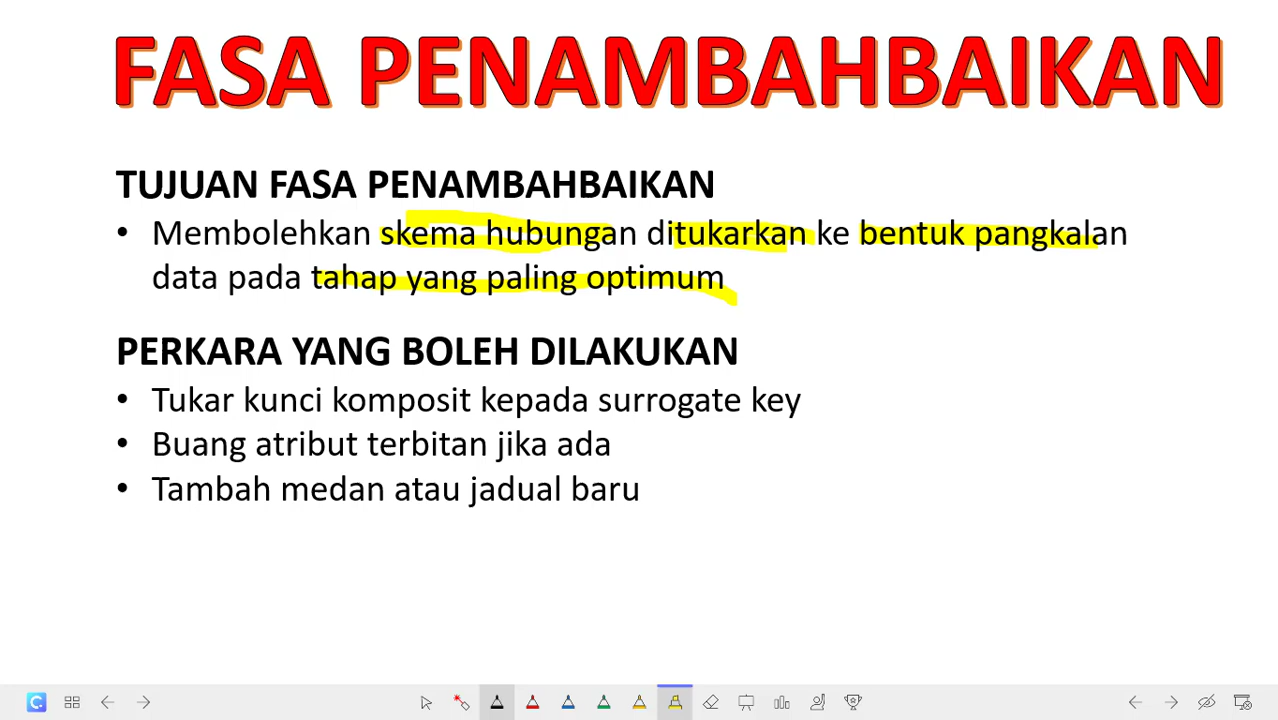 FASA PENAMBAHBAIKAN
TUJUAN FASA PENAMBAHBAIKAN
• Membolehkan skema hubungan ditukarkan ke bentuk pangkalan
data pada tahap yang paling optimum
PERKARA YANG BOLEH DILAKUKAN
• Tukar kunci komposit kepada surrogate key
• Buang atribut terbitan jika ada
• Tambah medan atau jadual baru